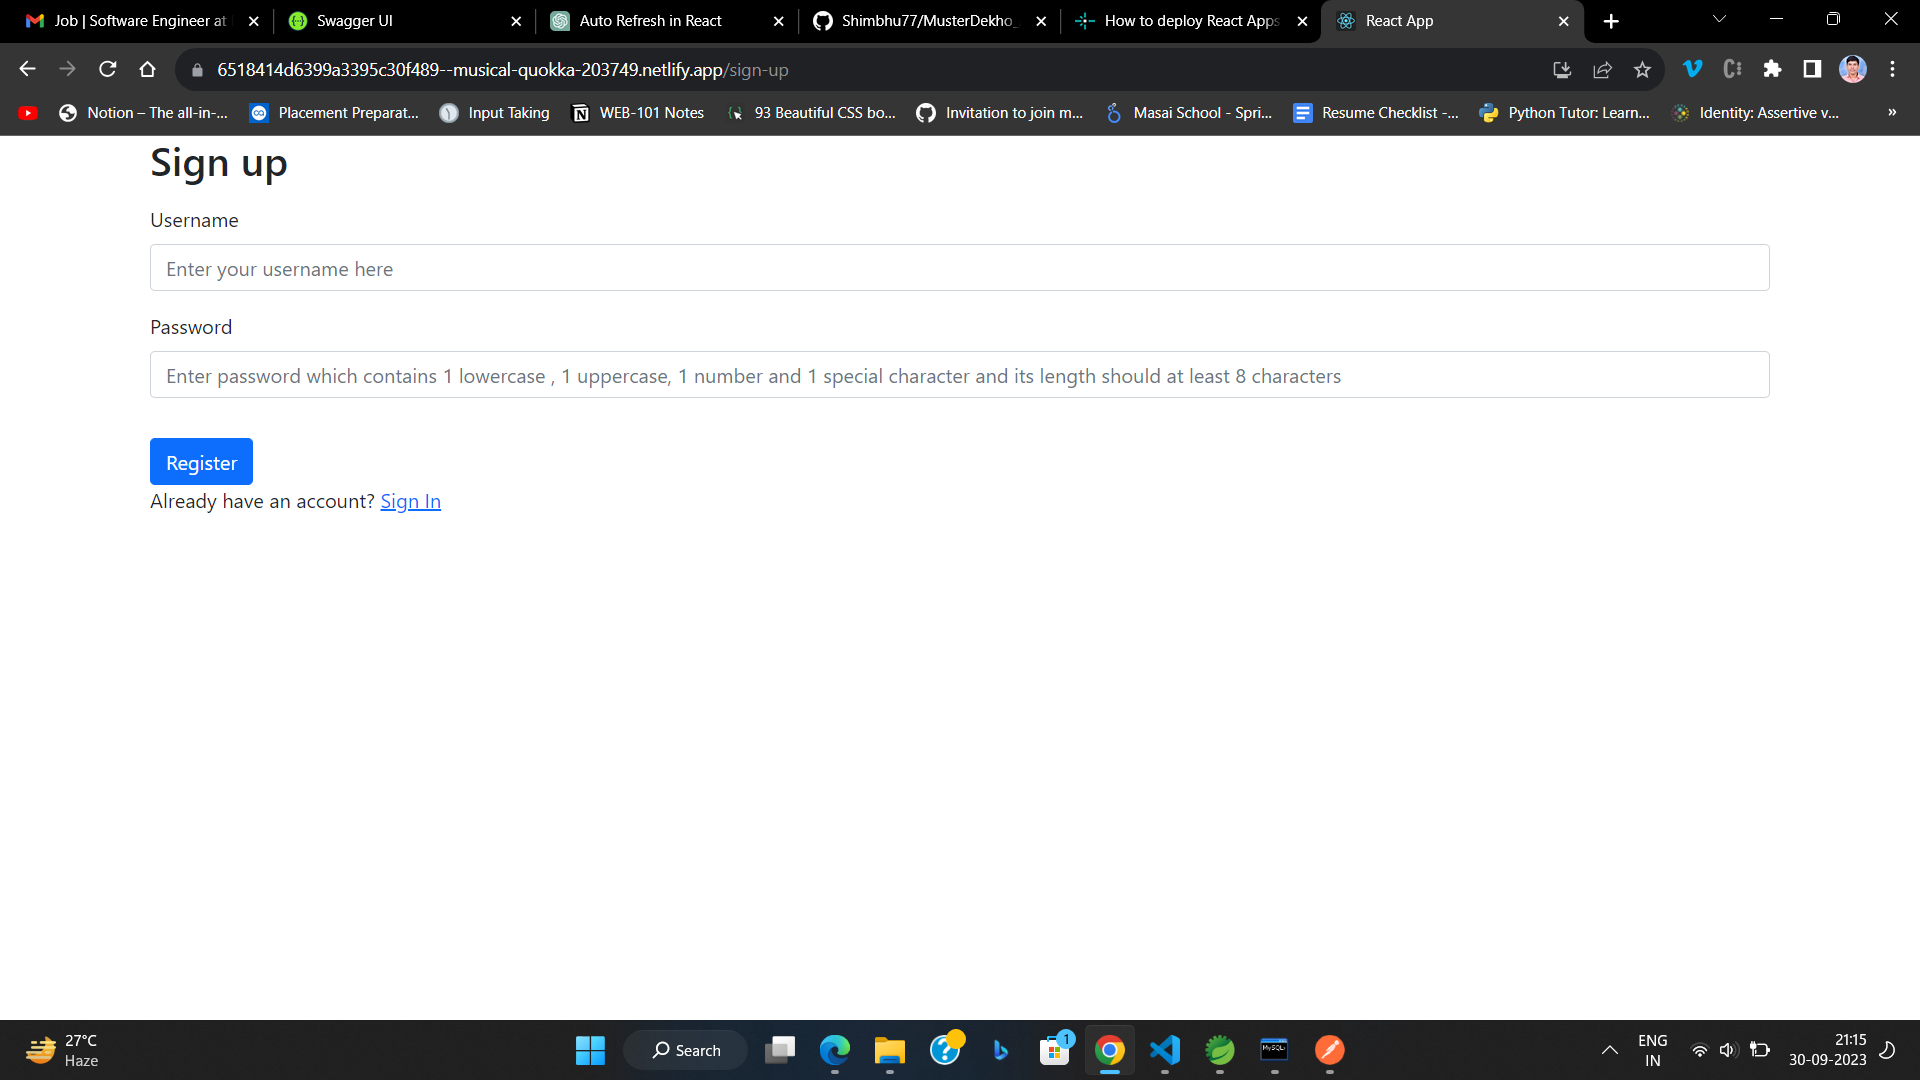 Job | Software Engineer at
Swagger UI
Auto Refresh in React
Shimbhu77/MusterDekho_
How to deploy React Apps
React App
6518414d6399a3395c30f489--musical-quokka-203749.netlify.app/sign-up
Notion – The all-in-...
Placement Preparat...
Input Taking
WEB-101 Notes
93 Beautiful CSS bo...
Invitation to join m...
Masai School - Spri...
Resume Checklist -...
Python Tutor: Learn...
Identity: Assertive v...
»
Sign up
Username
Enter your username here
Password
Enter password which contains 1 lowercase , 1 uppercase, 1 number and 1 special character and its length should at least 8 characters
Register
Already have an account? Sign In
27°C
Haze
Search
1
MySQL
ENG
IN
21:15
30-09-2023